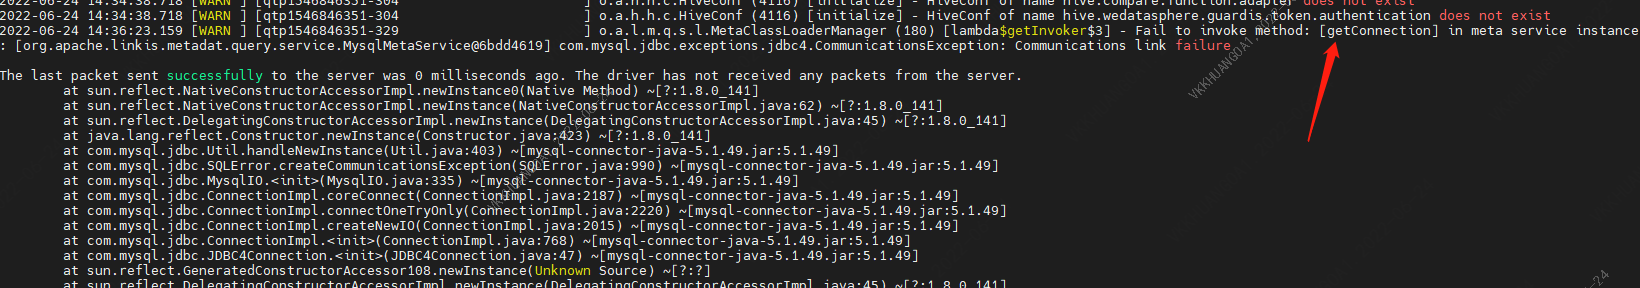 2022-06-24 14:34:38.718 [WARN ] [qtp1546846351-304 ] o.a.h.h.c.HiveConf (4116) [initialize] - HiveConf of name hive.compare.function.adapter does not exist
2022-06-24 14:34:38.718 [WARN ] [qtp1546846351-304 ] o.a.h.h.c.HiveConf (4116) [initialize] - HiveConf of name hive.wedatasphere.guardis.token.authentication does not exist
2022-06-24 14:36:23.159 [WARN ] [qtp1546846351-329 ] o.a.l.m.q.s.l.MetaClassLoaderManager (180) [lambda$getInvoker$3] - Fail to invoke method: [getConnection] in meta service instance
: [org.apache.linkis.metadat.query.service.MysqlMetaService@6bdd4619] com.mysql.jdbc.exceptions.jdbc4.CommunicationsException: Communications link failure
The last packet sent successfully to the server was 0 milliseconds ago. The driver has not received any packets from the server.
at sun.reflect.NativeConstructorAccessorImpl.newInstance0(Native Method) ~[?:1.8.0_141]
at sun.reflect.NativeConstructorAccessorImpl.newInstance(NativeConstructorAccessorImpl.java:62) ~[?:1.8.0_141]
at sun.reflect.DelegatingConstructorAccessorImpl.newInstance(DelegatingConstructorAccessorImpl.java:45) ~[?:1.8.0_141]
at java.lang.reflect.Constructor.newInstance(Constructor.java:423) ~[?:1.8.0_141]
at com.mysql.jdbc.Util.handleNewInstance(Util.java:403) ~[mysql-connector-java-5.1.49.jar:5.1.49]
at com.mysql.jdbc.SQLError.createCommunicationsException(SQLError.java:990) ~[mysql-connector-java-5.1.49.jar:5.1.49]
at com.mysql.jdbc.MysqlIO.<init>(MysqlIO.java:335) ~[mysql-connector-java-5.1.49.jar:5.1.49]
at com.mysql.jdbc.ConnectionImpl.coreConnect(ConnectionImpl.java:2187) ~[mysql-connector-java-5.1.49.jar:5.1.49]
at com.mysql.jdbc.ConnectionImpl.connectOneTryOnly(ConnectionImpl.java:2220) ~[mysql-connector-java-5.1.49.jar:5.1.49]
at com.mysql.jdbc.ConnectionImpl.createNewIO(ConnectionImpl.java:2015) ~[mysql-connector-java-5.1.49.jar:5.1.49]
at com.mysql.jdbc.ConnectionImpl.<init>(ConnectionImpl.java:768) ~[mysql-connector-java-5.1.49.jar:5.1.49]
at com.mysql.jdbc.JDBC4Connection.<init>(JDBC4Connection.java:47) ~[mysql-connector-java-5.1.49.jar:5.1.49]
at sun.reflect.GeneratedConstructorAccessor108.newInstance(Unknown Source) ~[?:?]
at sun.reflect.DelegatingConstructorAccessorImpl.newInstance(DelegatingConstructorAccessorImpl.java:45) ~[?:1.8.0_141]